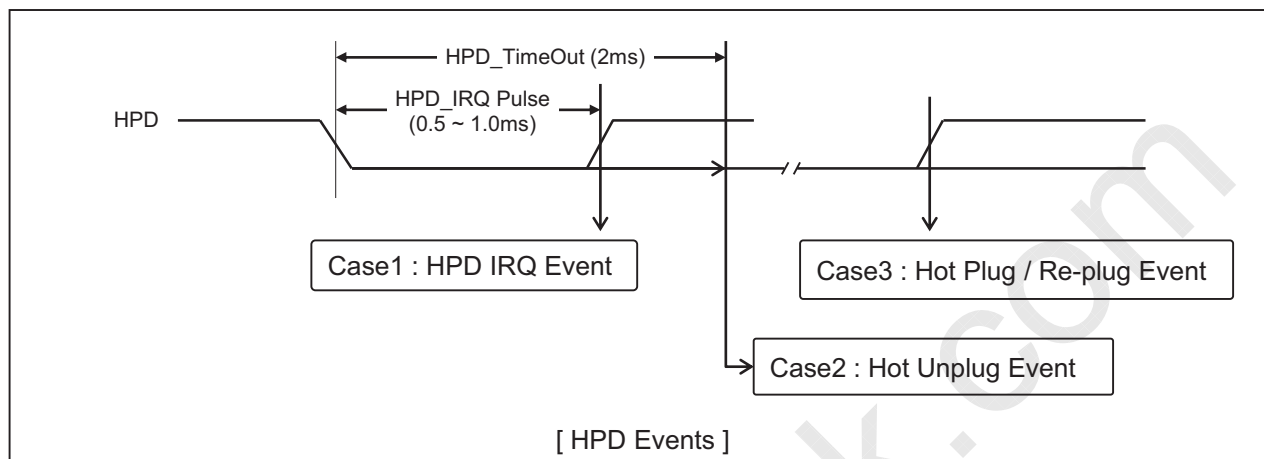 HPD_TimeOut (2ms)
HPD_IRQ Pulse
(0.5 ~ 1.0ms)
HPD
Case1 : HPD IRQ Event
Case3 : Hot Plug / Re-plug Event
Case2 : Hot Unplug Event
[ HPD Events ]
k.com